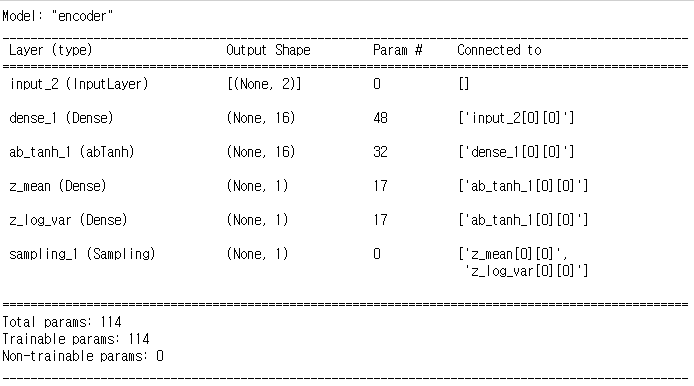 Model: "encoder"
Layer (type) Output Shape Param # Connected to
input_2 (InputLayer) [(None, 2)] 0 []
dense_1 (Dense) (None, 16) 48 ['input_2[0][0]']
ab_tanh_1 (abTanh) (None, 16) 32 ['dense_1[0][0]']
z_mean (Dense) (None, 1) 17 ['ab_tanh_1[0][0]']
z_log_var (Dense) (None, 1) 17 ['ab_tanh_1[0][0]']
sampling_1 (Sampling) (None, 1) 0 ['z_mean[0][0]',
'z_log_var[0][0]']
Total params: 114
Trainable params: 114
Non-trainable params: 0